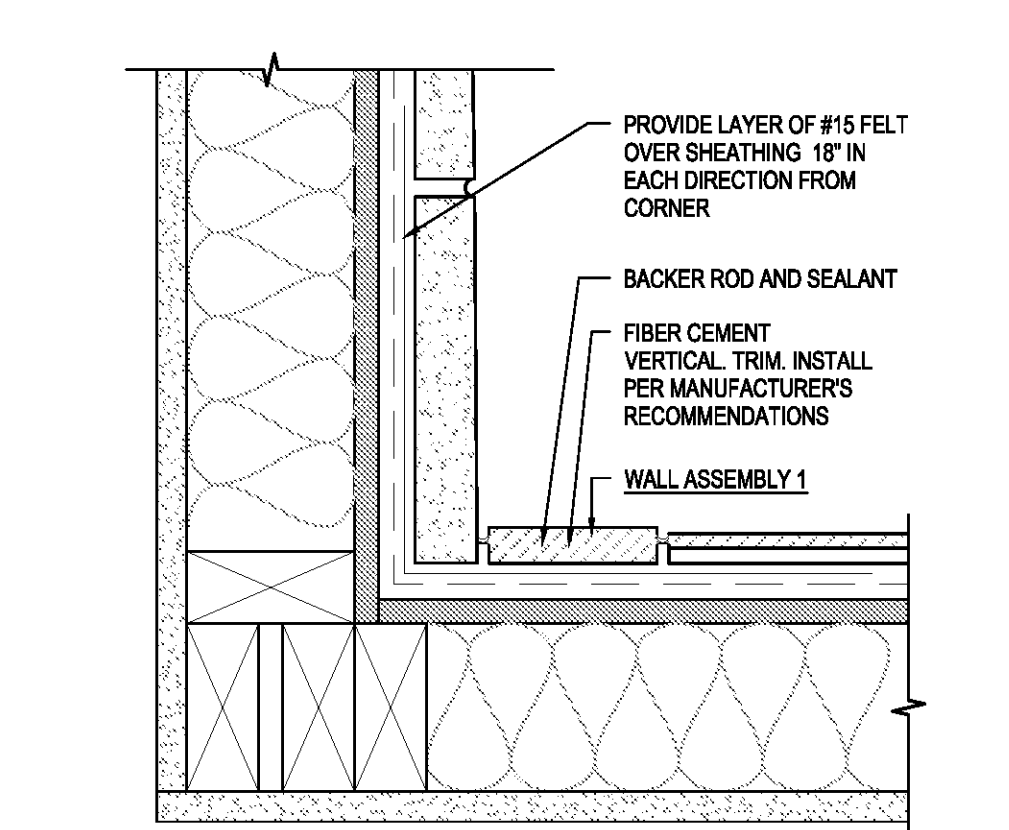 PROVIDE LAYER OF #15 FELT
OVER SHEATHING 18" IN
EACH DIRECTION FROM
CORNER
BACKER ROD AND SEALANT
FIBER CEMENT
VERTICAL. TRIM. INSTALL
PER MANUFACTURER'S
RECOMMENDATIONS
WALL ASSEMBLY 1